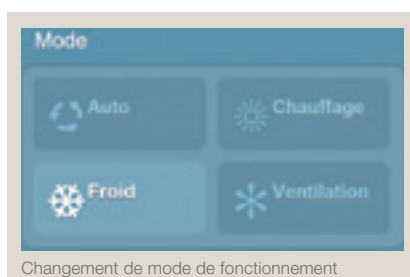 Mode
Auto
Chauffage
Froid
Ventilation
Changement de mode de fonctionnement